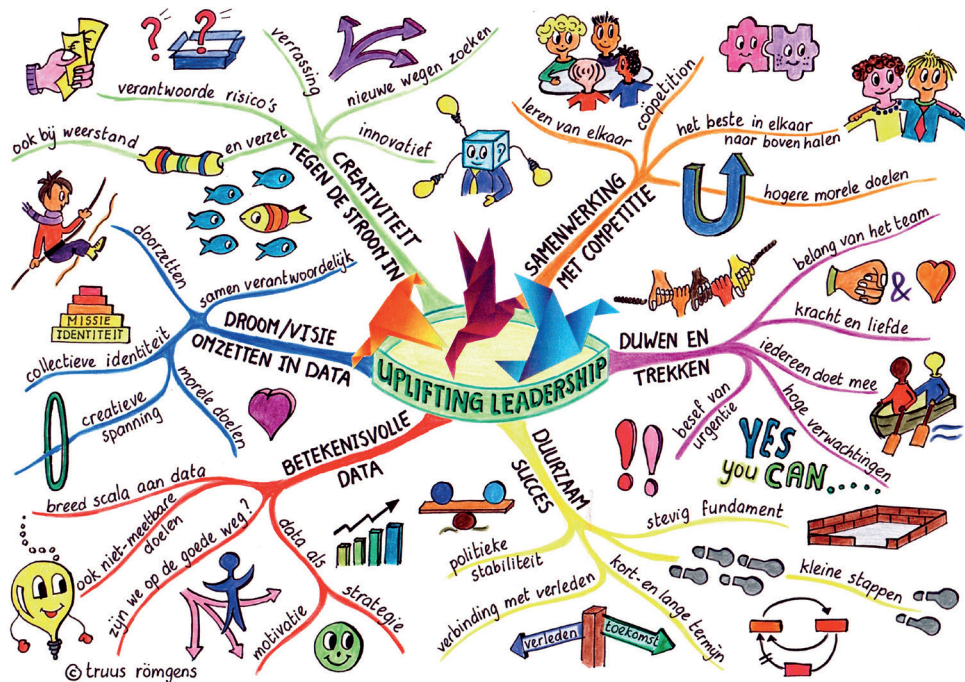 UPLIFTING LEADERSHIP
CREATIVITEIT
TEGEN DE STROOM IN
verantwoorde risico's
verrassing
nieuwe wegen zoeken
innovatief
ook bij weerstand
en verzet
?
?
?
SAMENWERKING
MET COMPETITIE
leren van elkaar
coöpetition
het beste in elkaar
naar boven halen
hogere morele doelen
DUWEN EN
TREKKEN
belang van het team
&
kracht en liefde
iedereen doet mee
hoge verwachtingen
besef van
urgentie
!!
YES
you CAN.....
DUURZAAM
SUCCES
stevig fundament
kleine stappen
kort- en lange termijn
verleden
toekomst
verbinding met verleden
politieke
stabiliteit
BETEKENISVOLLE
DATA
breed scala aan data
ook niet-meetbare
doelen
zijn we op de goede weg?
data als
strategie
motivatie
DROOM/VISIE
OMZETTEN IN DATA
samen verantwoordelijk
doorzetten
MISSIE
IDENTITEIT
collectieve identiteit
creatieve
spanning
morele doelen
© truus römgens